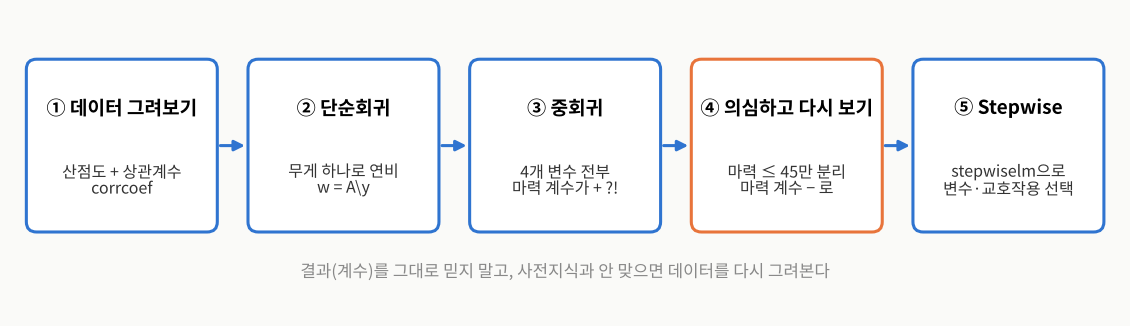 ① 데이터 그려보기
산점도 + 상관계수
corrcoef
② 단순회귀
무게 하나로 연비
w = A\y
③ 중회귀
4개 변수 전부
마력 계수가 + ?!
④ 의심하고 다시 보기
마력 ≤ 45만 분리
마력 계수 − 로
⑤ Stepwise
stepwiselm으로
변수·교호작용 선택
결과(계수)를 그대로 믿지 말고, 사전지식과 안 맞으면 데이터를 다시 그려본다